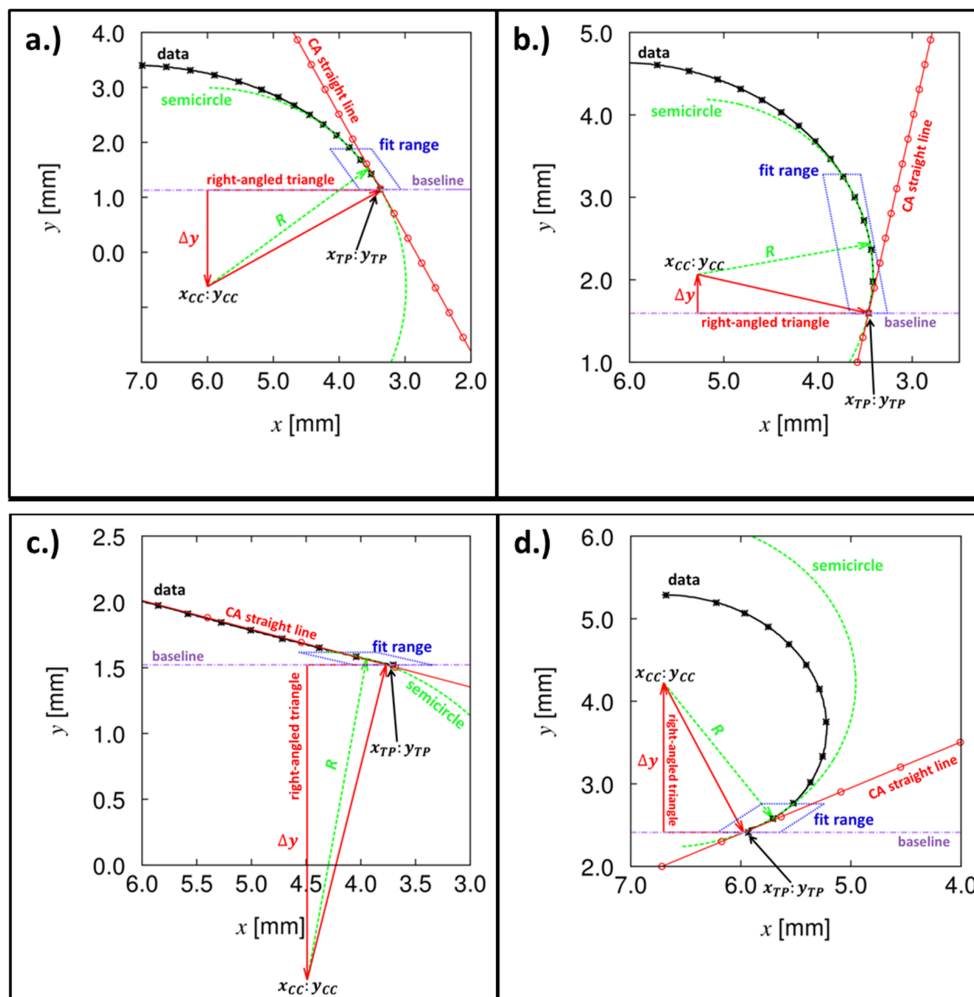 a.)
4.0
3.0
2.0
1.0
0.0
y [mm]
data
semicircle
CA straight line
fit range
right-angled triangle
baseline
Δy
R
x_TP: y_TP
x_CC: y_CC
7.0 6.0 5.0 4.0 3.0 2.0
x [mm]
b.)
5.0
4.0
3.0
2.0
1.0
y [mm]
data
semicircle
CA straight line
fit range
x_CC: y_CC
R
Δy
right-angled triangle
baseline
x_TP: y_TP
6.0 5.0 4.0 3.0
x [mm]
c.)
2.5
2.0
1.5
1.0
0.5
0.0
y [mm]
data
CA straight line
fit range
baseline
semicircle
right-angled triangle
x_TP: y_TP
R
Δy
6.0 5.5 5.0 4.5 4.0 3.5 3.0
x [mm]
x_CC: y_CC
d.)
6.0
5.0
4.0
3.0
2.0
y [mm]
semicircle
data
x_CC: y_CC
R
Δy
right-angled triangle
CA straight line
fit range
baseline
x_TP: y_TP
7.0 6.0 5.0 4.0
x [mm]